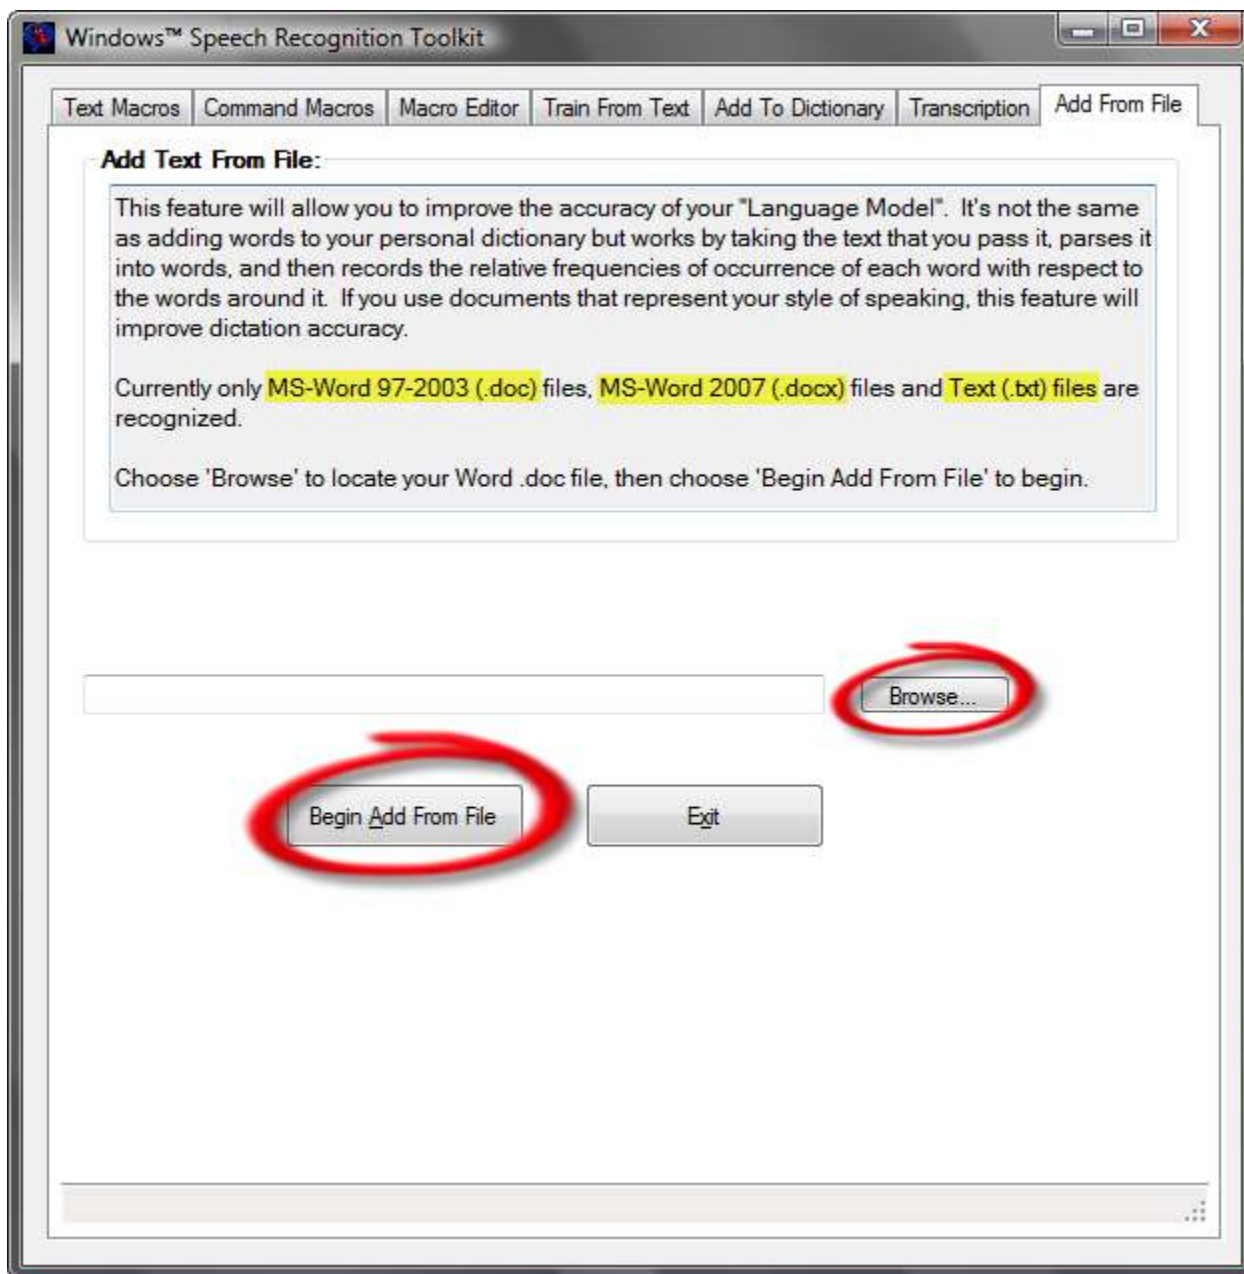 Windows™ Speech Recognition Toolkit
Text Macros Command Macros Macro Editor Train From Text Add To Dictionary Transcription Add From File
Add Text From File:
This feature will allow you to improve the accuracy of your "Language Model".  It's not the same
as adding words to your personal dictionary but works by taking the text that you pass it, parses it
into words, and then records the relative frequencies of occurrence of each word with respect to
the words around it.  If you use documents that represent your style of speaking, this feature will
improve dictation accuracy.
Currently only MS-Word 97-2003 (.doc) files, MS-Word 2007 (.docx) files and Text (.txt) files are
recognized.
Choose 'Browse' to locate your Word .doc file, then choose 'Begin Add From File' to begin.
Browse...
Begin Add From File Exit